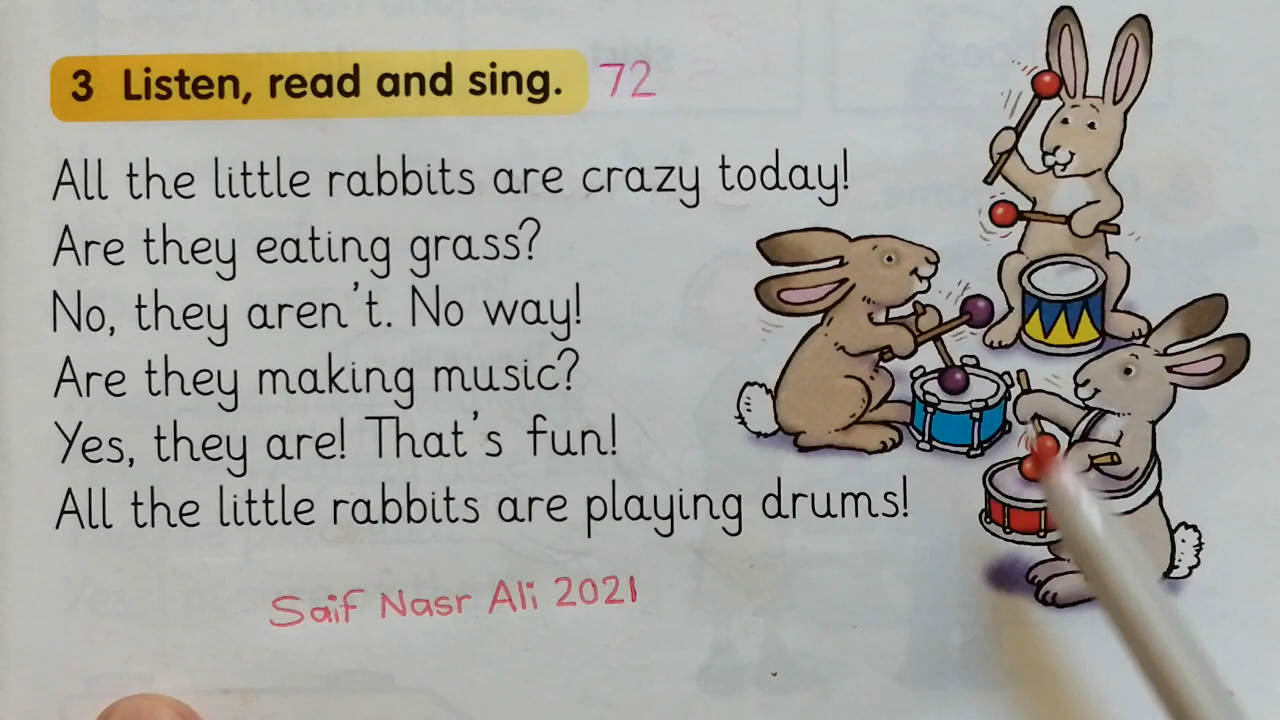 3 Listen, read and sing. 72
All the little rabbits are crazy today!
Are they eating grass?
No, they aren't. No way!
Are they making music?
Yes, they are! That's fun!
All the little rabbits are playing drums!
Saif Nasr Ali 2021